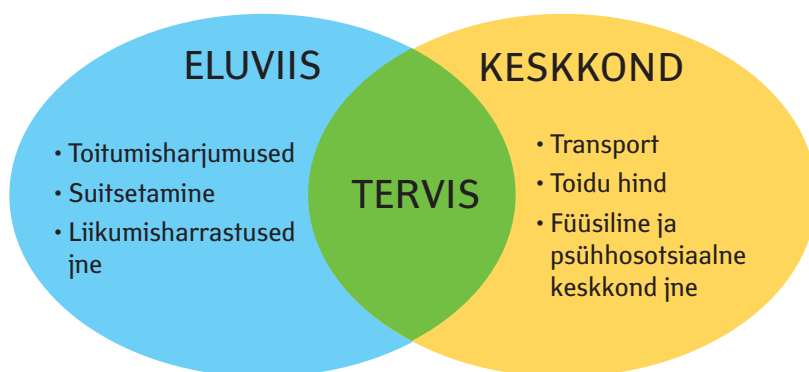 ELUVIIS
• Toitumisharjumused
• Suitsetamine
• Liikumisharrastused
jne
TERVIS
KESKKOND
• Transport
• Toidu hind
• Füüsiline ja
psühhosotsiaalne
keskkond jne